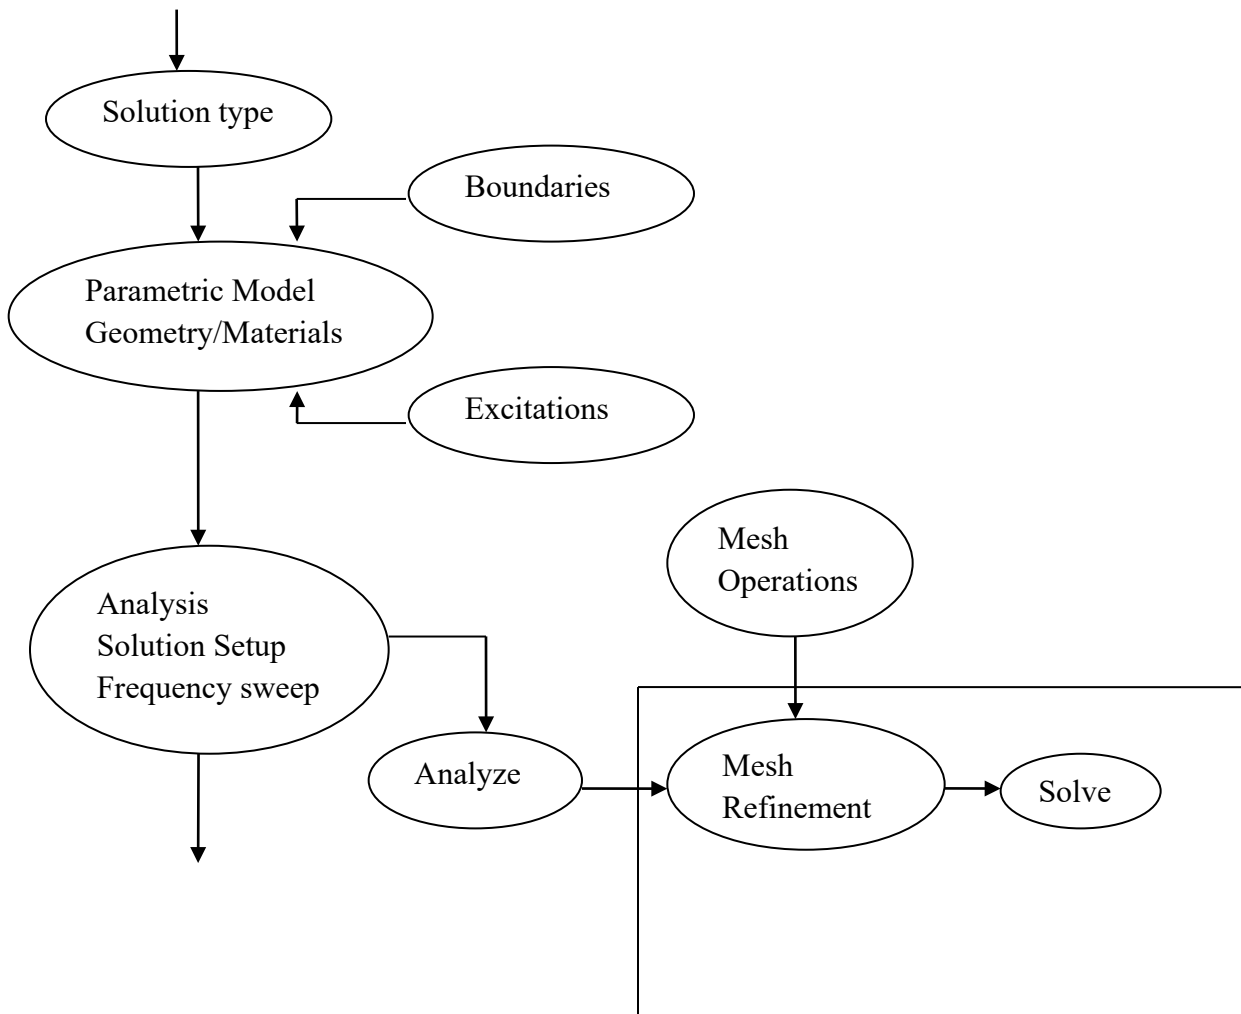 Solution type
Boundaries
Parametric Model
Geometry/Materials
Excitations
Mesh
Operations
Analysis
Solution Setup
Frequency sweep
Analyze
Mesh
Refinement
Solve